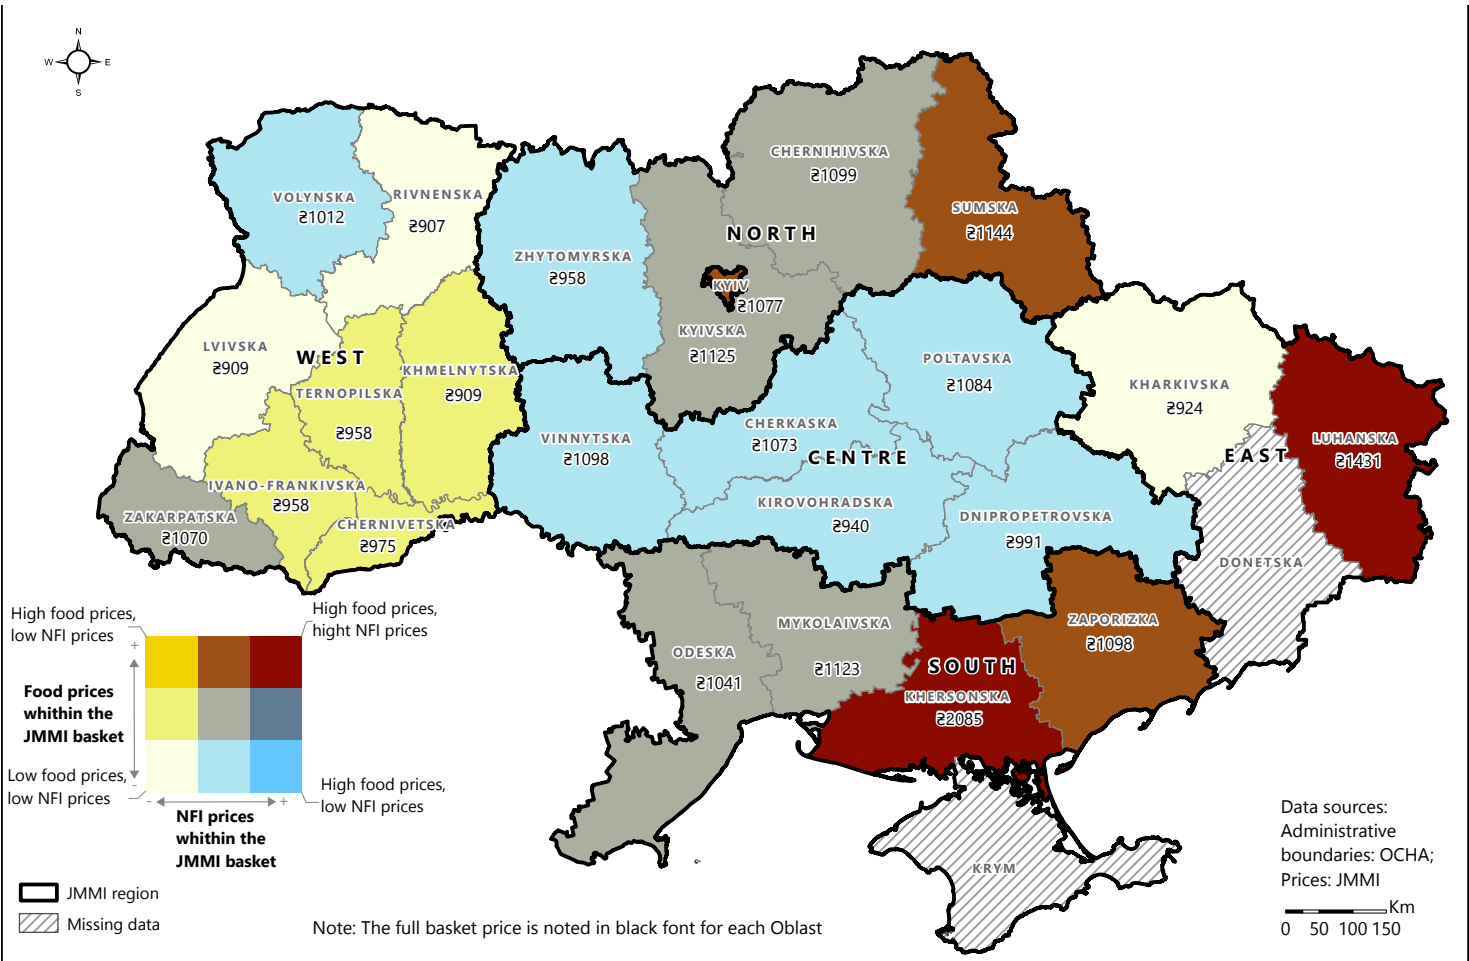 N
W E
S
CHERNIHIVSKA
₴1099
VOLYNSKA
₴1012
RIVNENSKA
₴907
SUMSKA
₴1144
NORTH
ZHYTOMYRSKA
₴958
KYIV
₴1077
KYIVSKA
₴1125
LVIVSKA
₴909
WEST
KHMELNYTSKA
₴909
TERNOPILSKA
₴958
POLTAVSKA
₴1084
KHARKIVSKA
₴924
CHERKASKA
₴1073
VINNYTSKA
₴1098
CENTRE
LUHANSKA
₴1431
EAST
IVANO-FRANKIVSKA
₴958
KIROVOHRADSKA
₴940
ZAKARPATSKA
₴1070
CHERNIVETSKA
₴975
DNIPROPETROVSKA
₴991
DONETSKA
MYKOLAIVSKA
₴1123
ZAPORIZKA
₴1098
ODESKA
₴1041
SOUTH
KHERSONSKA
₴2085
KRYM
High food prices,
low NFI prices
High food prices,
hight NFI prices
+
Food prices
whithin the
JMMI basket
-
Low food prices,
low NFI prices
High food prices,
low NFI prices
- +
NFI prices
whithin the
JMMI basket
JMMI region
Missing data
Note: The full basket price is noted in black font for each Oblast
Data sources:
Administrative
boundaries: OCHA;
Prices: JMMI
Km
0 50 100 150